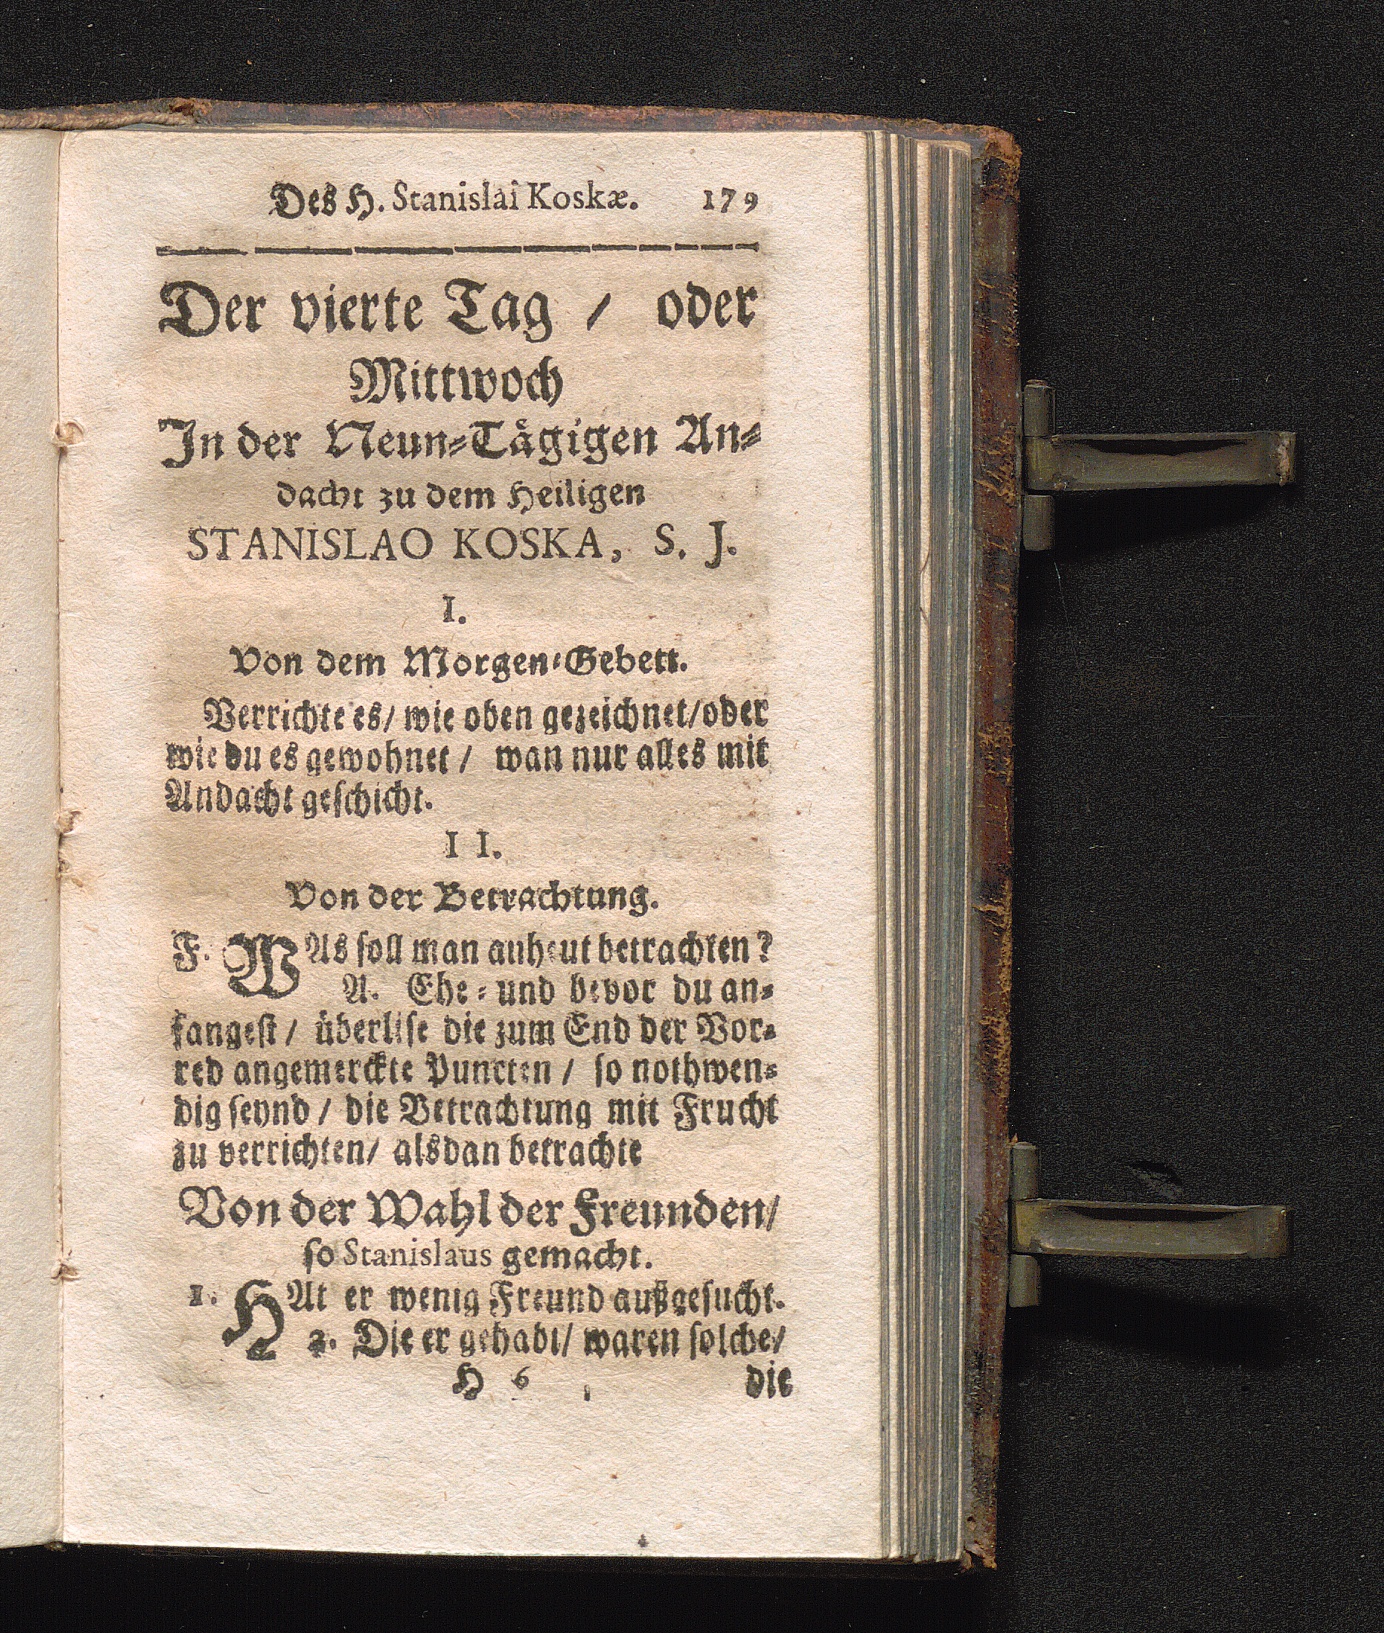 Des H. Stanislai Koskæ. 179
Der vierte Tag / oder
Mittwoch
In der Neun-Tägigen An-
dacht zu dem Heiligen
STANISLAO KOSKA, S. J.
I.
Von dem Morgen-Gebett.
Verrichte es / wie oben gezeichnet / oder
wie du es gewohnet / wan nur alles mit
Andacht geschicht.
I I.
Von der Betrachtung.
F. WAs soll man anheut betrachten?
A. Ehe- und bevor du an-
fangest / überlise die zum End der Vor-
red angemerckte Puncten / so nothwen-
dig seynd / die Betrachtung mit Frucht
zu verrichten / alsdan betrachte
Von der Wahl der Freunden /
so Stanislaus gemacht.
1. HAt er wenig Freund außgesucht.
2. Die er gehabt / waren solche /
H 6 die